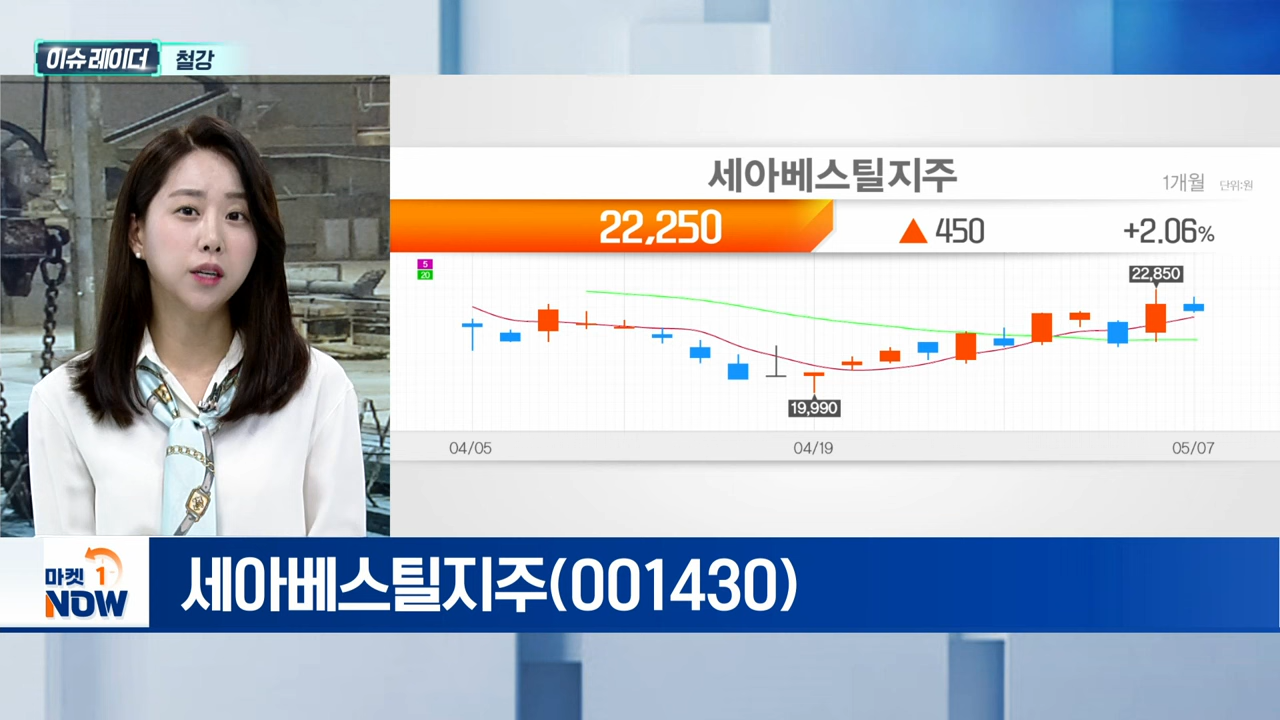 이슈레이더 철강
세아베스틸지주
1개월 단위:원
22,250 ▲ 450 +2.06%
5
20
22,850
19,990
04/05 04/19 05/07
마켓 1
NOW
세아베스틸지주(001430)